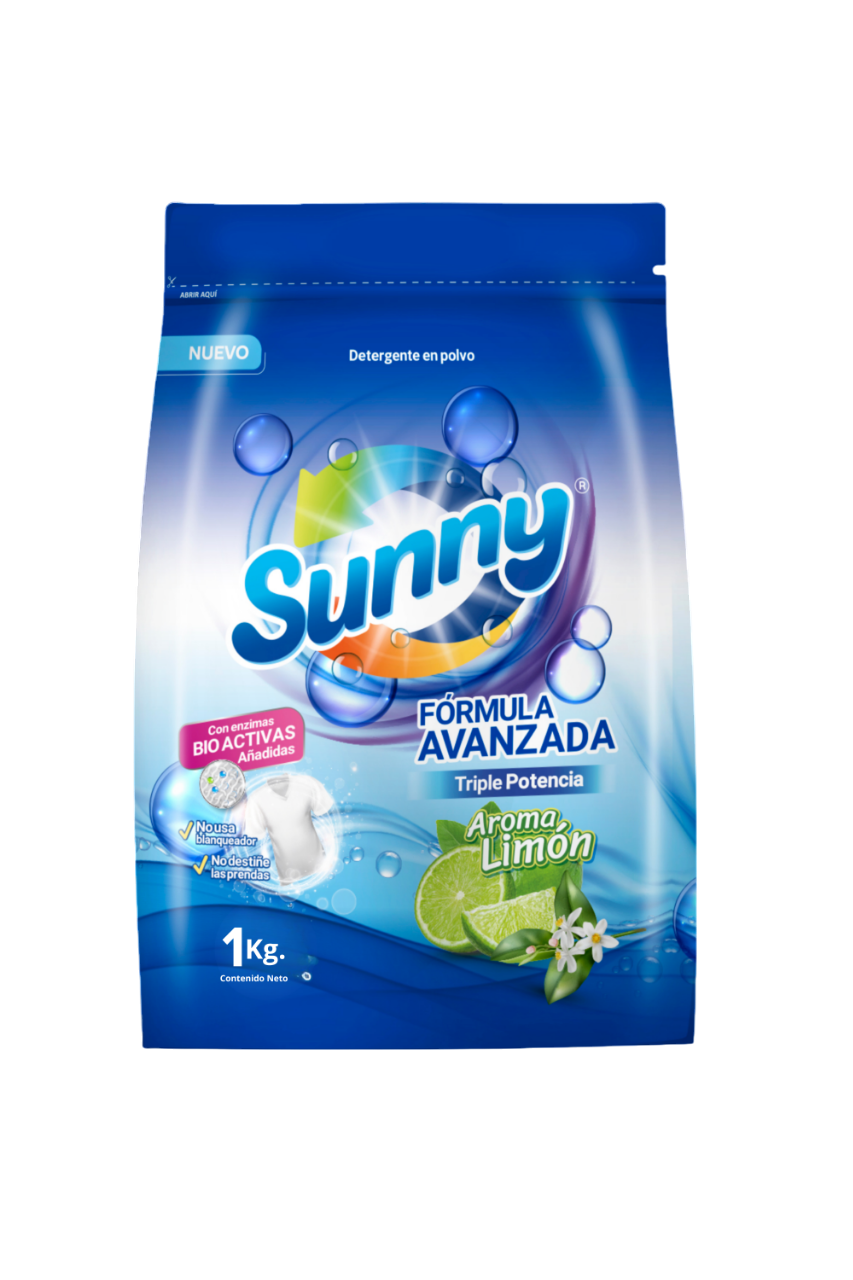 ABRIR AQUÍ
NUEVO
Detergente en polvo
Sunny®
FÓRMULA
AVANZADA
Triple Potencia
Con enzimas
BIO ACTIVAS
Añadidas
No usa
blanqueador
No destiñe
las prendas
Aroma
Limón
1Kg.
Contenido Neto